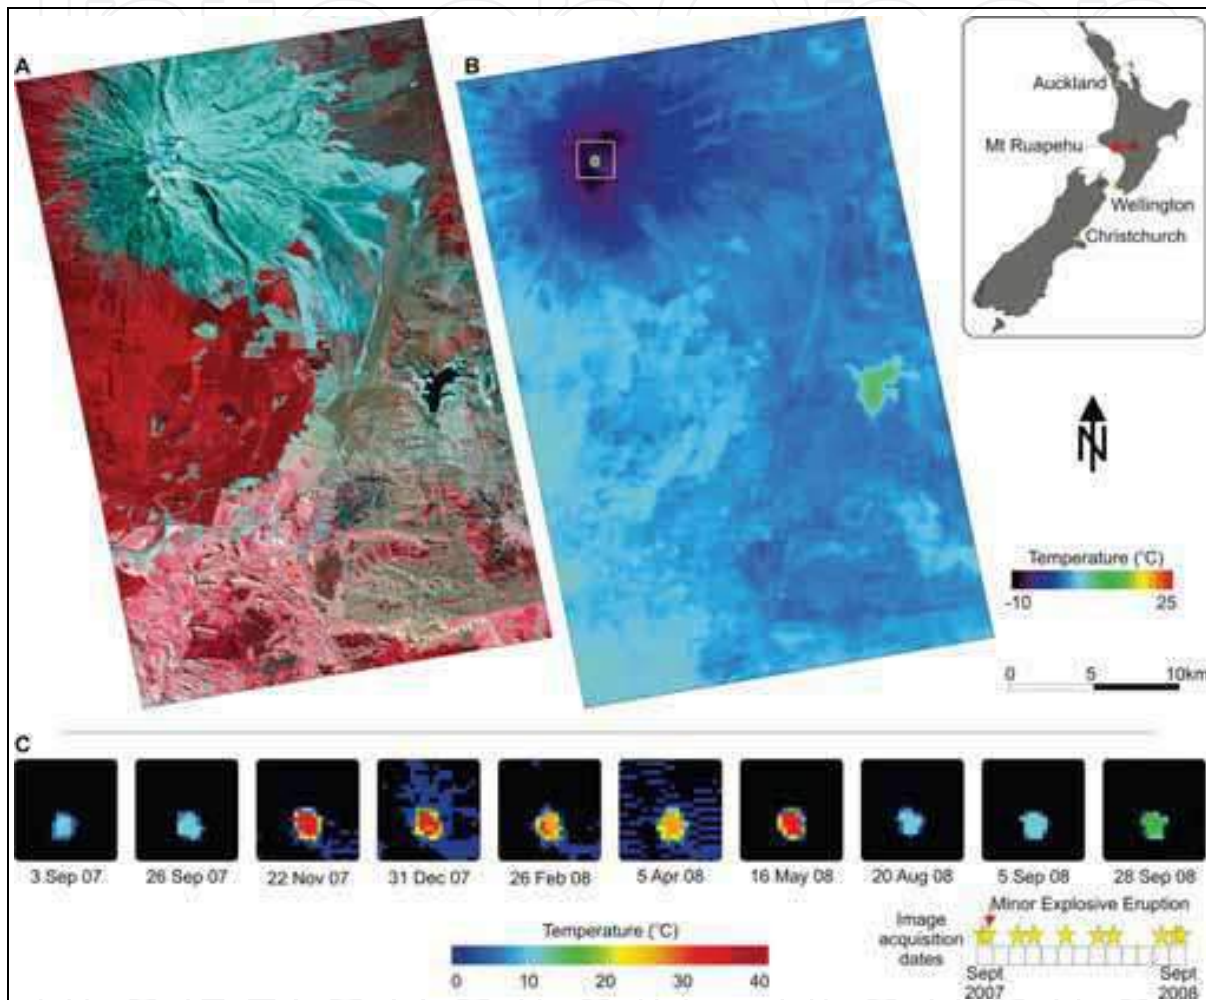 A
B
Auckland
Mt Ruapehu
Wellington
Christchurch
N
Temperature (°C)
-10 25
0 5 10km
C
3 Sep 07 26 Sep 07 22 Nov 07 31 Dec 07 26 Feb 08 5 Apr 08 16 May 08 20 Aug 08 5 Sep 08 28 Sep 08
Temperature (°C)
0 10 20 30 40
Minor Explosive Eruption
Image
acquisition
dates
Sept Sept
2007 2008